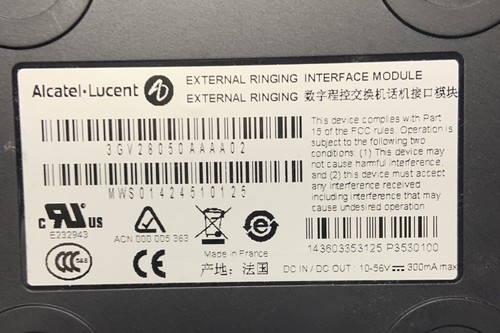 Alcatel·Lucent
EXTERNAL RINGING INTERFACE MODULE
EXTERNAL RINGING 数字程控交换机话机接口模块
3GV28050AAAA02
MWS01424510125
This device complies with Part
15 of the FCC rules. Operation is
subject to the following two
conditions: (1) This device may
not cause harmful interference,
and (2) this device must accept
any interference received
including interference that may
cause undesired operation
C UL US
E232943
ACN 000 005 363
Made in France
产地: 法国
CCC S&E
CE
143603353125 P3530100
DC IN / DC OUT : 10-56V 300mA max